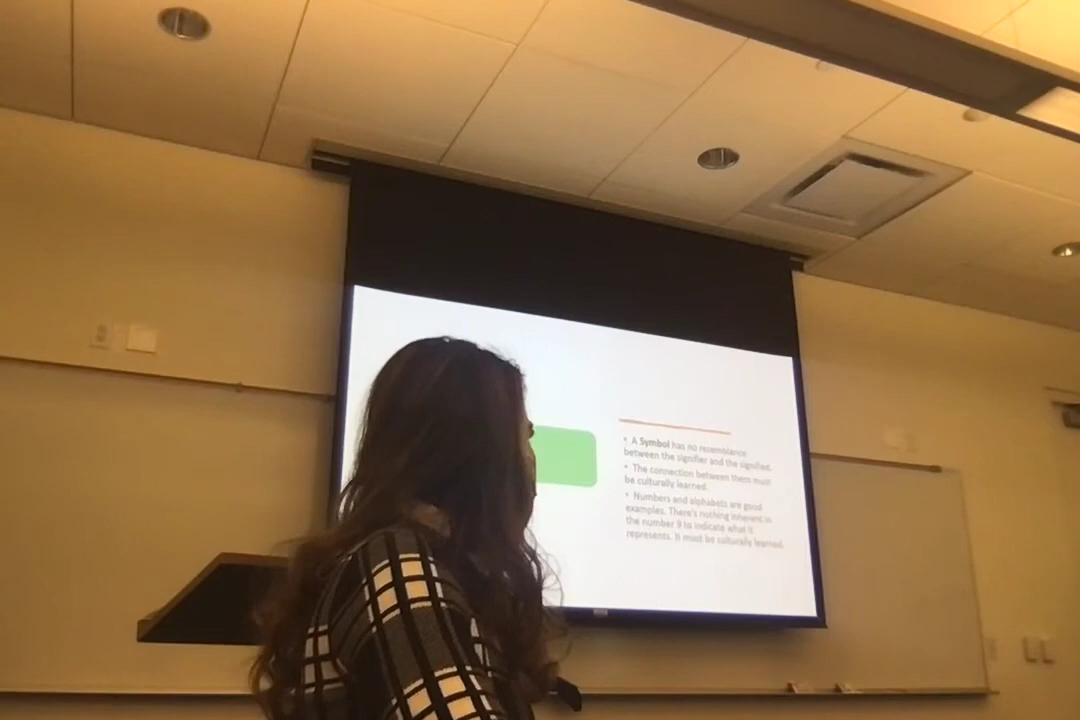 • A Symbol has no resemblance
between the signifier and the signified.
• The connection between them must
be culturally learned.
• Numbers and alphabets are good
examples. There's nothing inherent in
the number 9 to indicate what it
represents. It must be culturally learned.